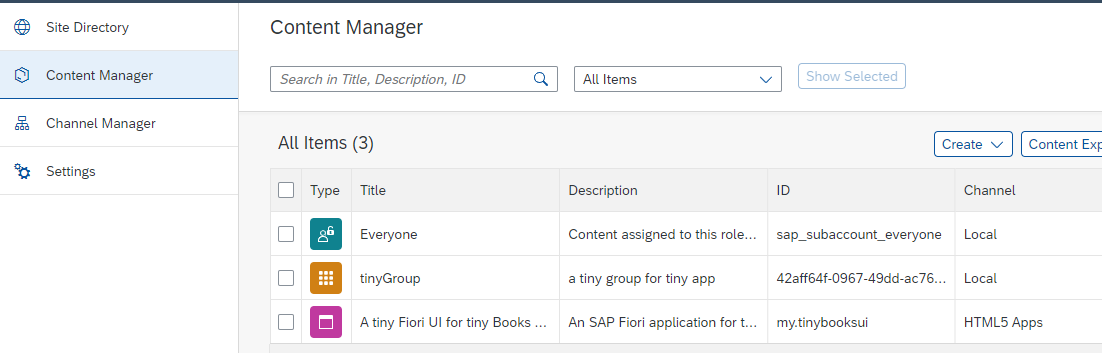 Site Directory
Content Manager
Channel Manager
Settings
Content Manager
Search in Title, Description, ID
All Items
Show Selected
All Items (3)
Create
Content Exp
Type Title Description ID Channel
Everyone Content assigned to this role... sap_subaccount_everyone Local
tinyGroup a tiny group for tiny app 42aff64f-0967-49dd-ac76... Local
A tiny Fiori UI for tiny Books ... An SAP Fiori application for t... my.tinybooksui HTML5 Apps